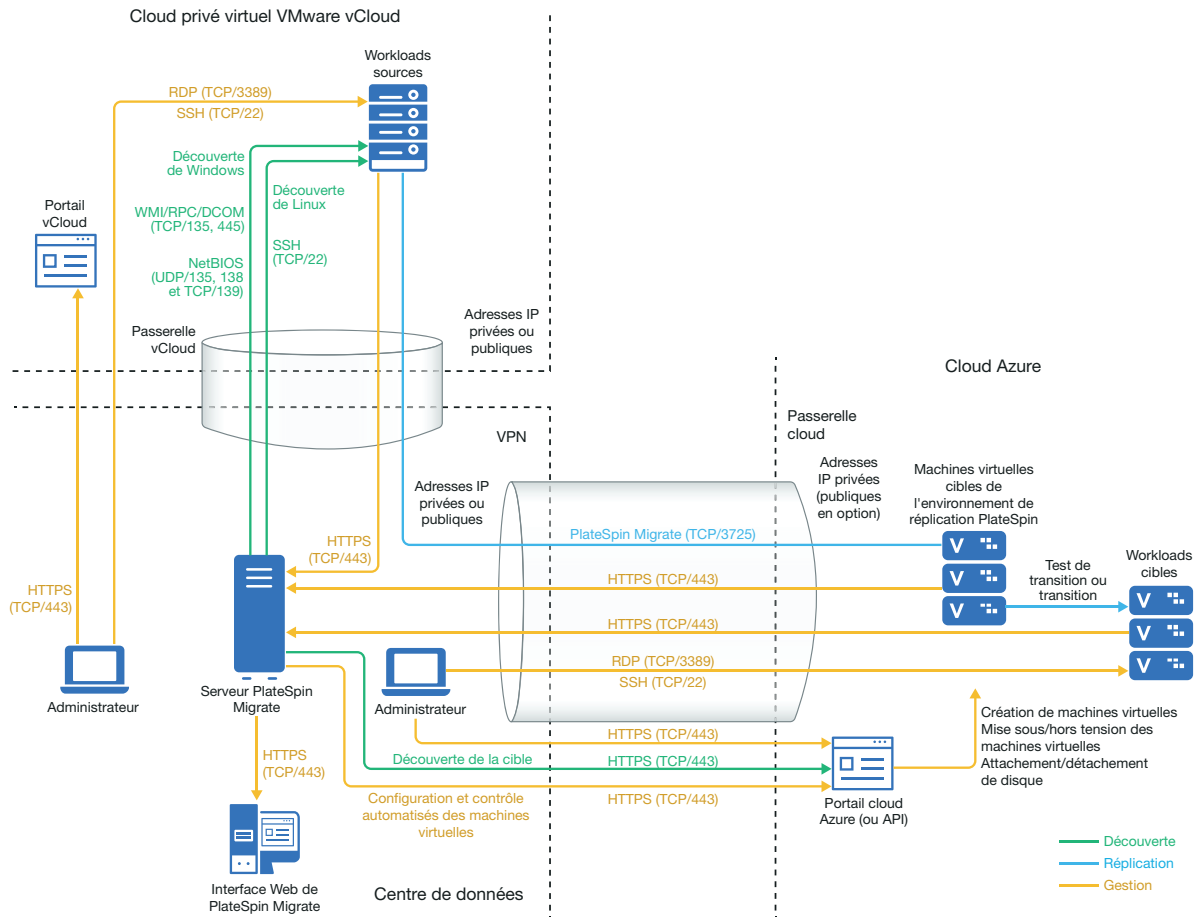 Cloud privé virtuel VMware vCloud
Workloads
sources
RDP (TCP/3389)
SSH (TCP/22)
Découverte
de Windows
Découverte
de Linux
Portail
vCloud
WMI/RPC/DCOM
(TCP/135, 445)
SSH
(TCP/22)
NetBIOS
(UDP/135, 138
et TCP/139)
Passerelle
vCloud
Adresses IP
privées ou
publiques
Cloud Azure
VPN
Passerelle
cloud
Adresses IP
privées ou
publiques
Adresses
IP privées
(publiques
en option)
Machines virtuelles
cibles de
l'environnement de
réplication PlateSpin
PlateSpin Migrate (TCP/3725)
HTTPS
(TCP/443)
HTTPS (TCP/443)
Test de
transition ou
transition
Workloads
cibles
V
V
V
V
V
V
HTTPS
(TCP/443)
HTTPS (TCP/443)
RDP (TCP/3389)
SSH (TCP/22)
Administrateur
Serveur PlateSpin
Migrate
Administrateur
HTTPS (TCP/443)
Création de machines virtuelles
Mise sous/hors tension des
machines virtuelles
Attachement/détachement
de disque
HTTPS
(TCP/443)
Découverte de la cible
HTTPS (TCP/443)
Configuration et contrôle
automatisés des machines
virtuelles
HTTPS (TCP/443)
Portail cloud
Azure (ou API)
Interface Web de
PlateSpin Migrate
Centre de données
Découverte
Réplication
Gestion